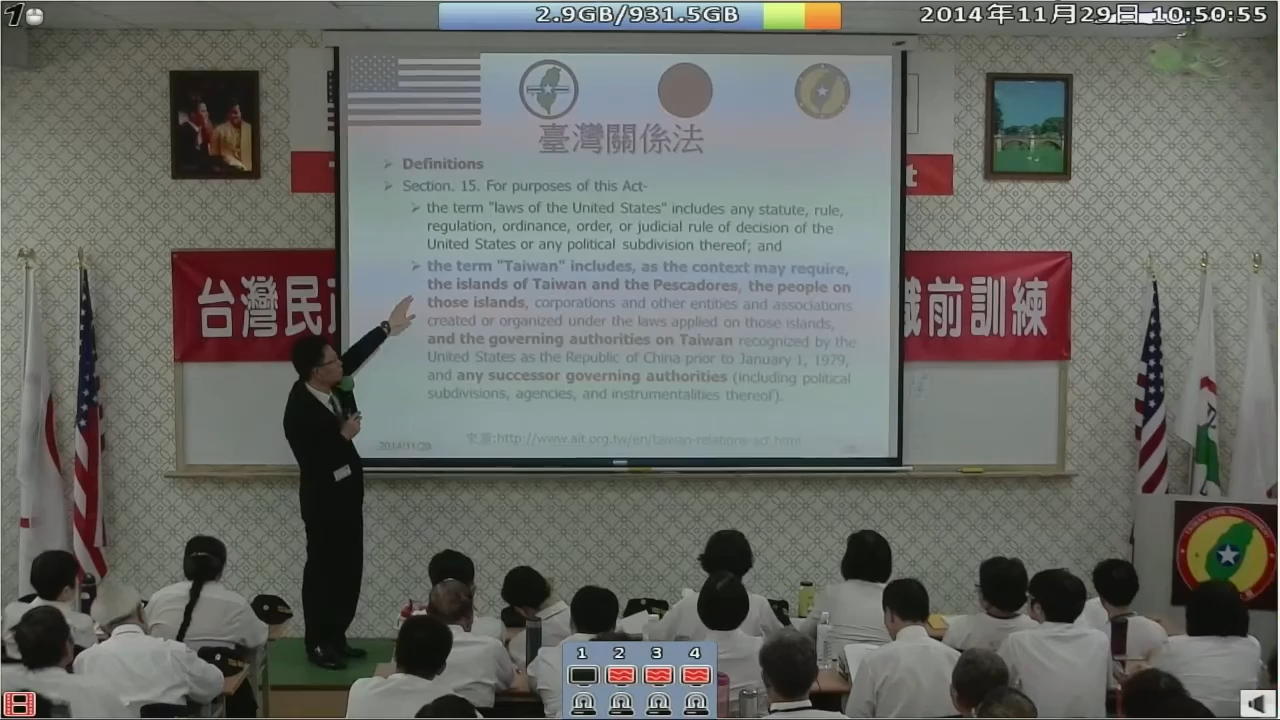 1
2.9GB/931.5GB
2014年11月29日 10:50:55
臺灣關係法
Definitions
Section. 15. For purposes of this Act-
the term "laws of the United States" includes any statute, rule,
regulation, ordinance, order, or judicial rule of decision of the
United States or any political subdivision thereof; and
the term "Taiwan" includes, as the context may require,
the islands of Taiwan and the Pescadores, the people on
those islands, corporations and other entities and associations
created or organized under the laws applied on those islands,
and the governing authorities on Taiwan recognized by the
United States as the Republic of China prior to January 1, 1979,
and any successor governing authorities (including political
subdivisions, agencies, and instrumentalities thereof).
來源:http://www.ait.org.tw/en/taiwan-relations-act.html
2014/11/29
台灣民
前訓練
t
TAIWAN CIVIL GOVERNMENT
1 2 3 4